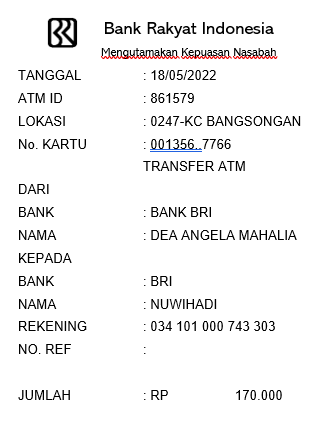 Bank Rakyat Indonesia
Mengutamakan Kepuasan Nasabah
TANGGAL : 18/05/2022
ATM ID : 861579
LOKASI : 0247-KC BANGSONGAN
No. KARTU : 001356..7766
TRANSFER ATM
DARI
BANK : BANK BRI
NAMA : DEA ANGELA MAHALIA
KEPADA
BANK : BRI
NAMA : NUWIHADI
REKENING : 034 101 000 743 303
NO. REF :
JUMLAH : RP 170.000